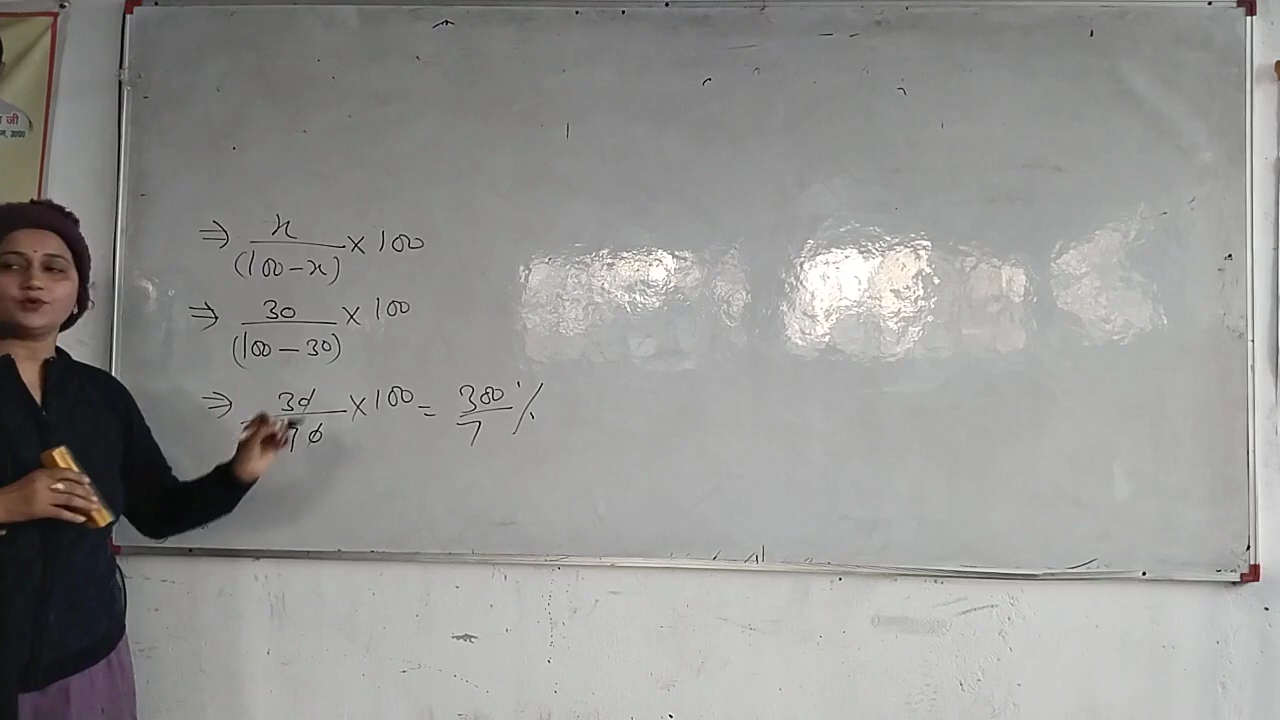 जी
⇒ x/(100-x) × 100
⇒ 30/(100-30) × 100
⇒ 30/70 × 100 = 300/7 %